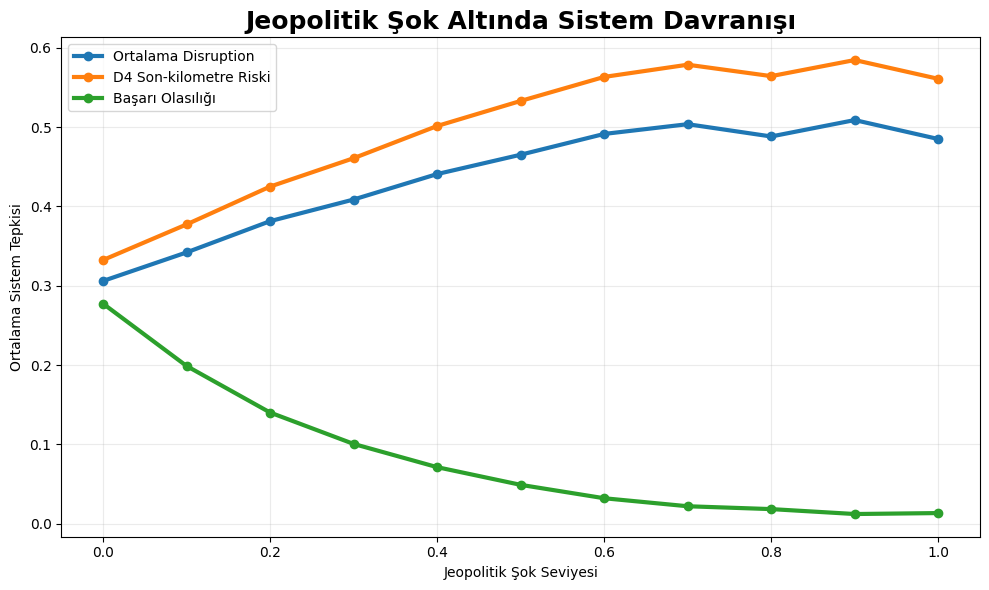 Jeopolitik Şok Altında Sistem Davranışı
Ortalama Disruption
D4 Son-kilometre Riski
Başarı Olasılığı
Ortalama Sistem Tepkisi
0.6
0.5
0.4
0.3
0.2
0.1
0.0
0.0 0.2 0.4 0.6 0.8 1.0
Jeopolitik Şok Seviyesi